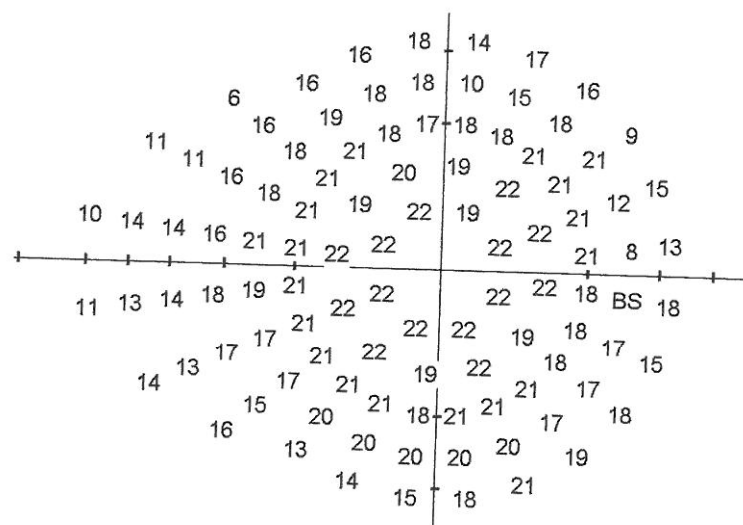 18 14
16 17
16 18 18 10 15 16
6 19 17 18 18 9
16 18 18
11 18 21 21 21
11 16 21 20 19 22 21 12 15
18 19
10 14 14 16 21 22 19 22 21
21 21 22 22 22 21 8 13
11 13 14 18 19 21 22 22 22 18 BS 18
22
17 17 21 22 22 19 18 17
14 13 21 22 19 22 18 15
17 21 21 17
16 15 20 21 18 21 21 17 18
13 20 20 20 20 19
14 15 18 21